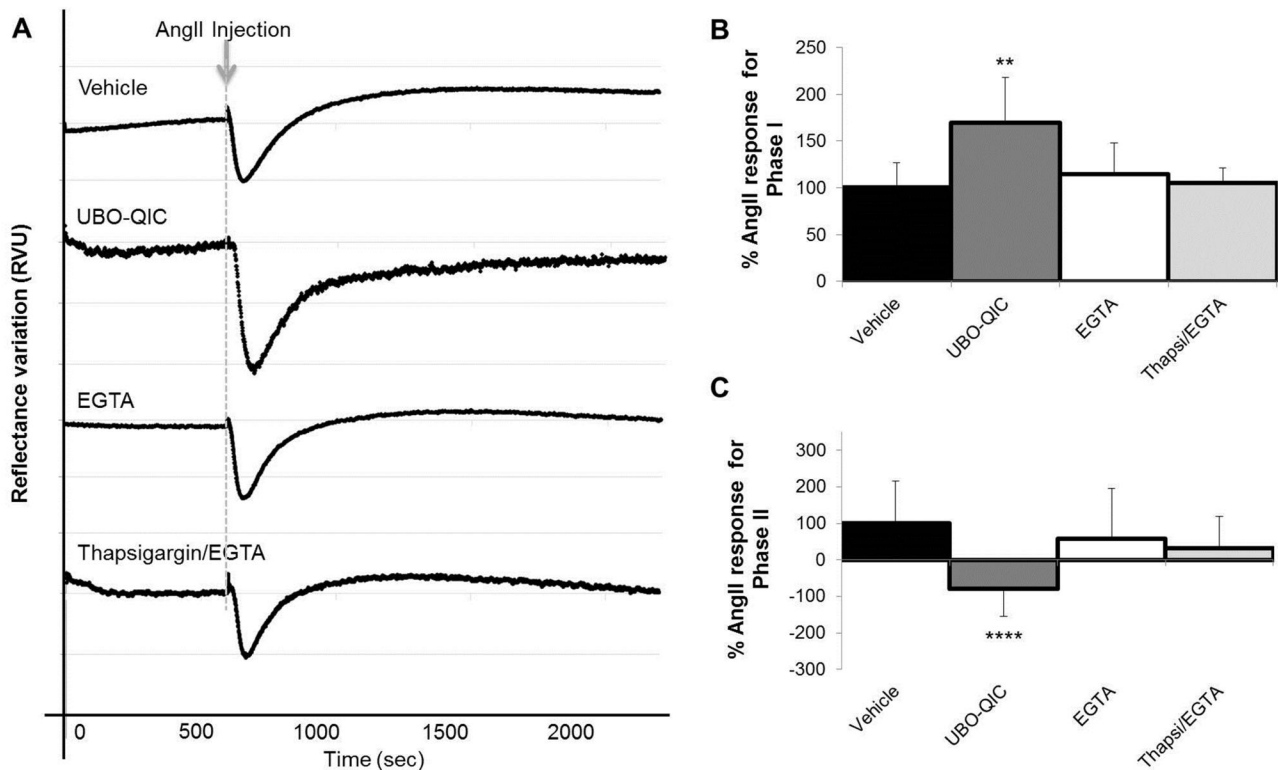 A
AngII Injection
Vehicle
UBO-QIC
EGTA
Thapsigargin/EGTA
Reflectance variation (RVU)
0 500 1000 1500 2000
Time (sec)
B
% AngII response for
Phase I
250
200
150
100
50
0
**
Vehicle
UBO-QIC
EGTA
Thapsi/EGTA
C
% AngII response for
Phase II
300
200
100
0
-100
-200
-300
****
Vehicle
UBO-QIC
EGTA
Thapsi/EGTA